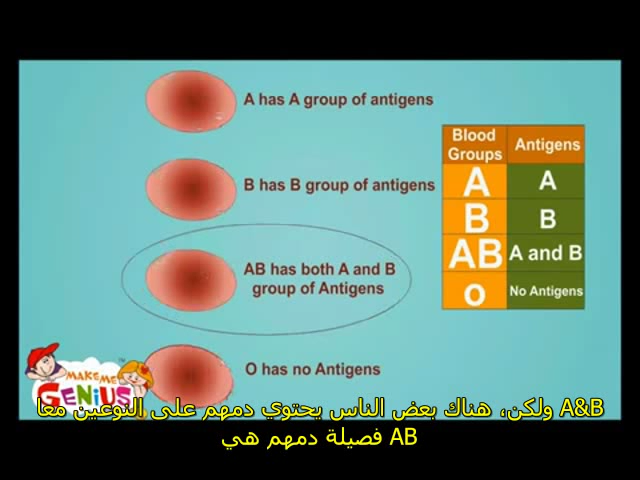 A has A group of antigens
B has B group of antigens
AB has both A and B
group of Antigens
O has no Antigens
Blood Groups | Antigens
A | A
B | B
AB | A and B
o | No Antigens
MAKE ME
GENiUS
™
ولكن، هناك بعض الناس يحتوي دمهم على النوعين معا A&B
فصيلة دمهم هي AB